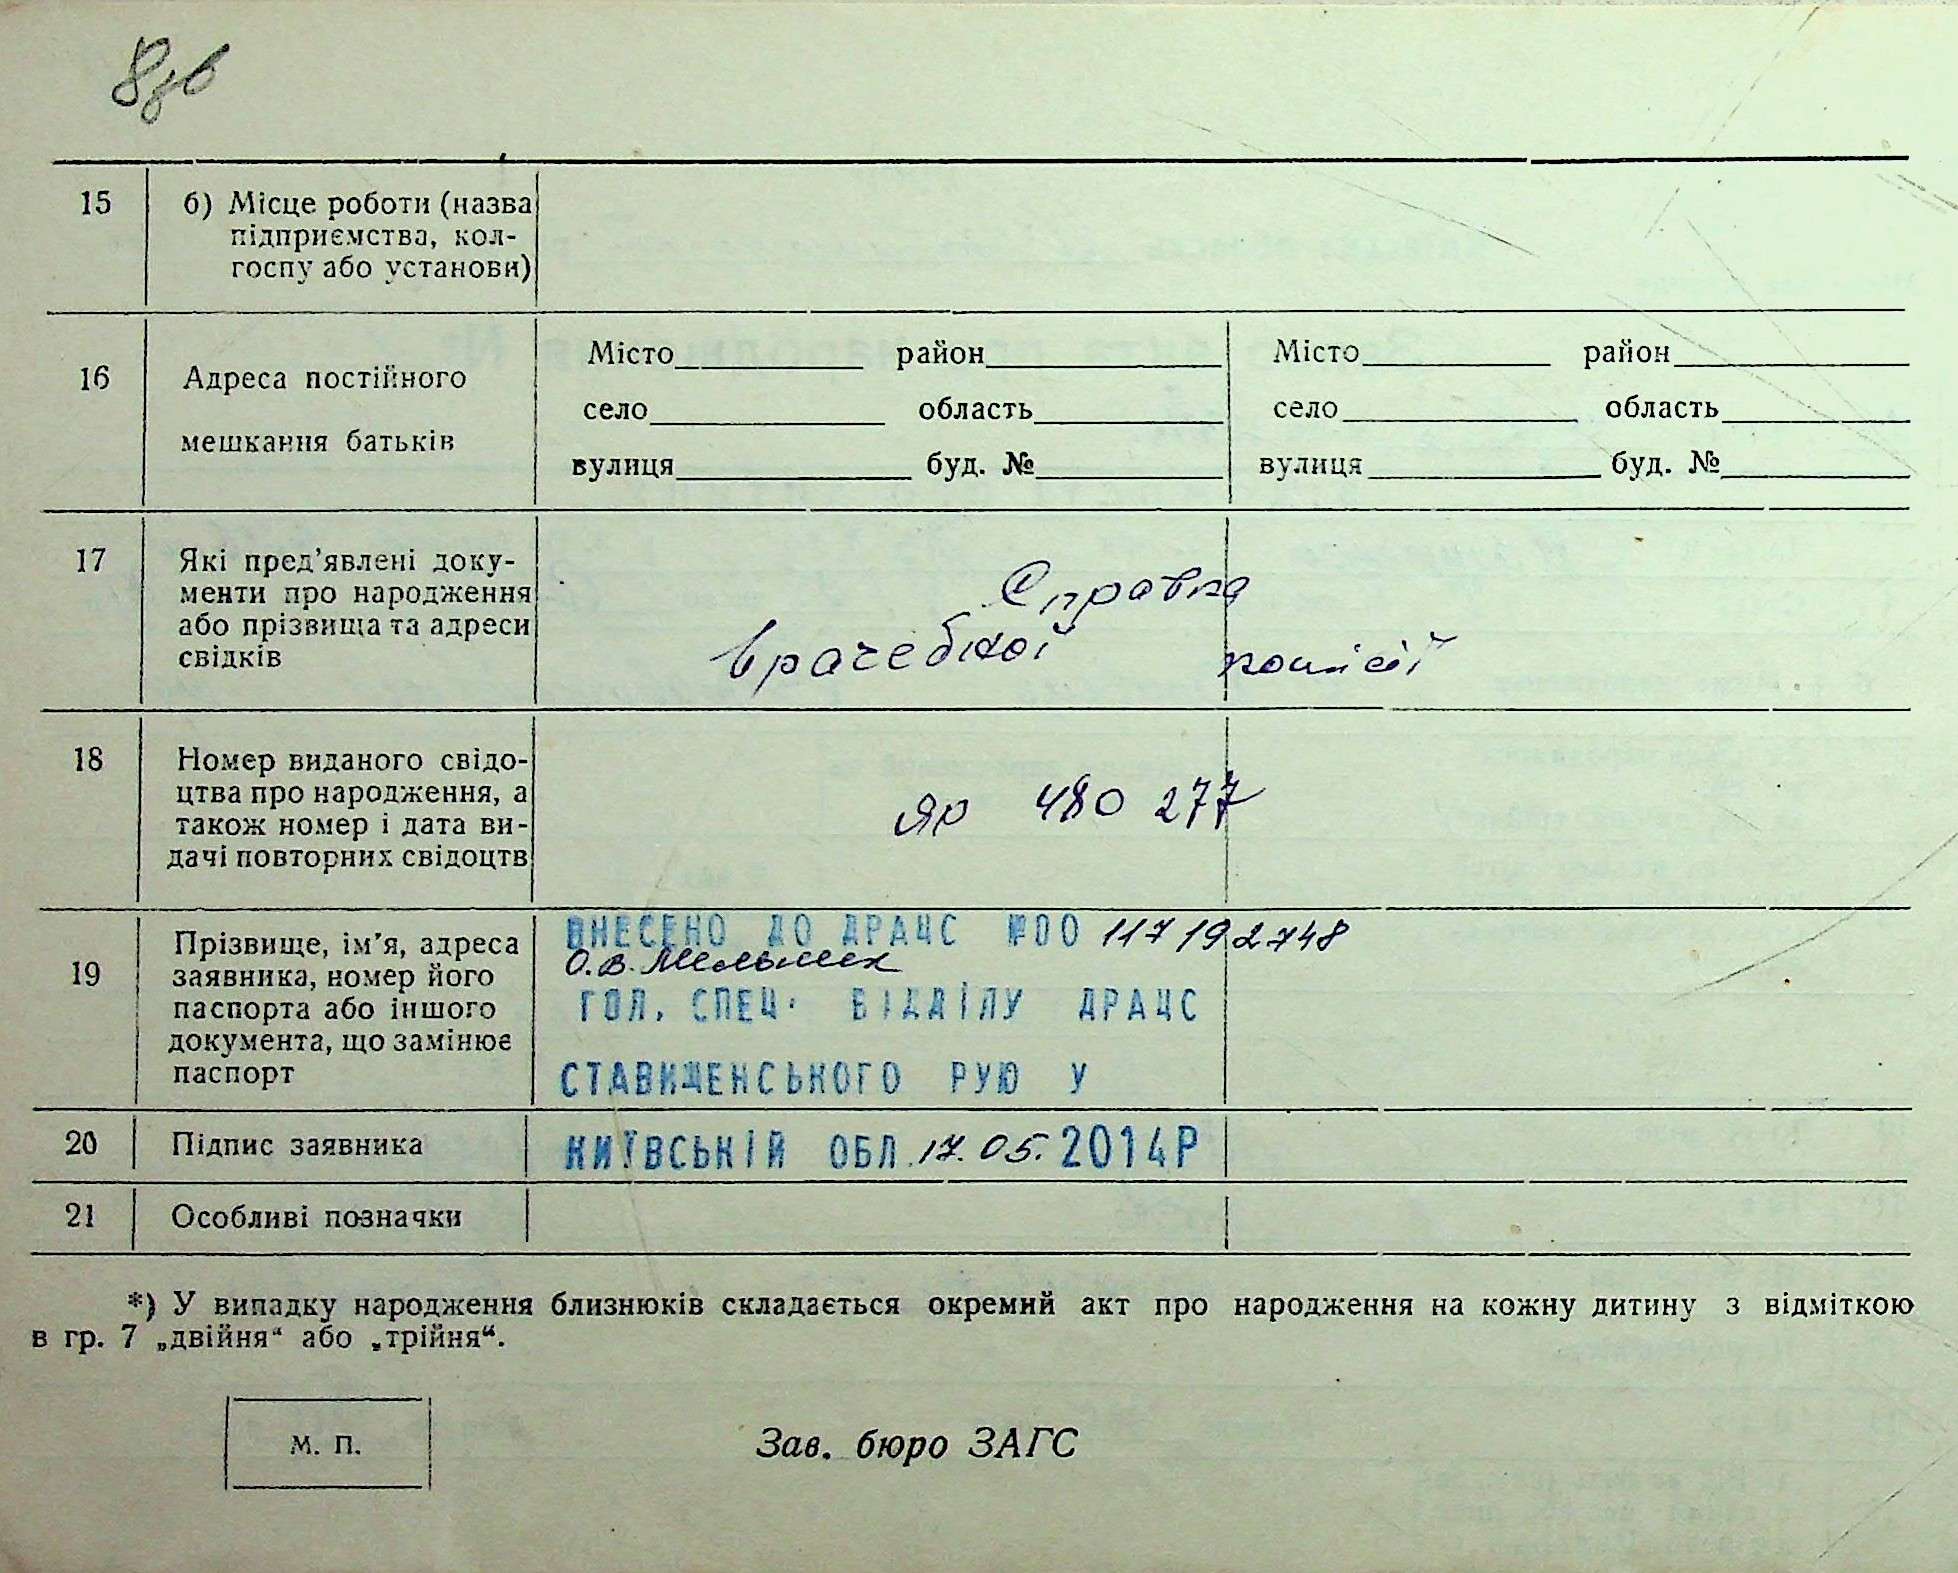 8зв
15 б) Місце роботи (назва
підприємства, кол-
госпу або установи)
16 Адреса постійного
мешкання батьків
Місто район Місто район
село область село область
вулиця буд. № вулиця буд. №
17 Які пред’явлені доку-
менти про народження
або прізвища та адреси
свідків
Справка
врачебної комісії
18 Номер виданого свідо-
цтва про народження, а
також номер і дата ви-
дачі повторних свідоцтв
яр 480 277
19 Прізвище, ім’я, адреса
заявника, номер його
паспорта або іншого
документа, що замінює
паспорт
ВНЕСЕНО ДО ДРАЦС №00 117192748
О.В.
ГОЛ. СПЕЦ. ВІДДІЛУ ДРАЦС
СТАВИЩЕНСЬКОГО РУЮ У
20 Підпис заявника
КИЇВСЬКІЙ ОБЛ. 17.05.2014Р
21 Особливі позначки
*) У випадку народження близнюків складається окремий акт про народження на кожну дитину з відміткою
в гр. 7 „двійня“ або „трійня“.
М. П.
Зав. бюро ЗАГС